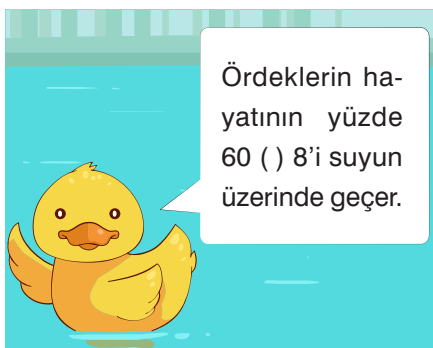 Ördeklerin ha-
yatının yüzde
60 ( ) 8’i suyun
üzerinde geçer.